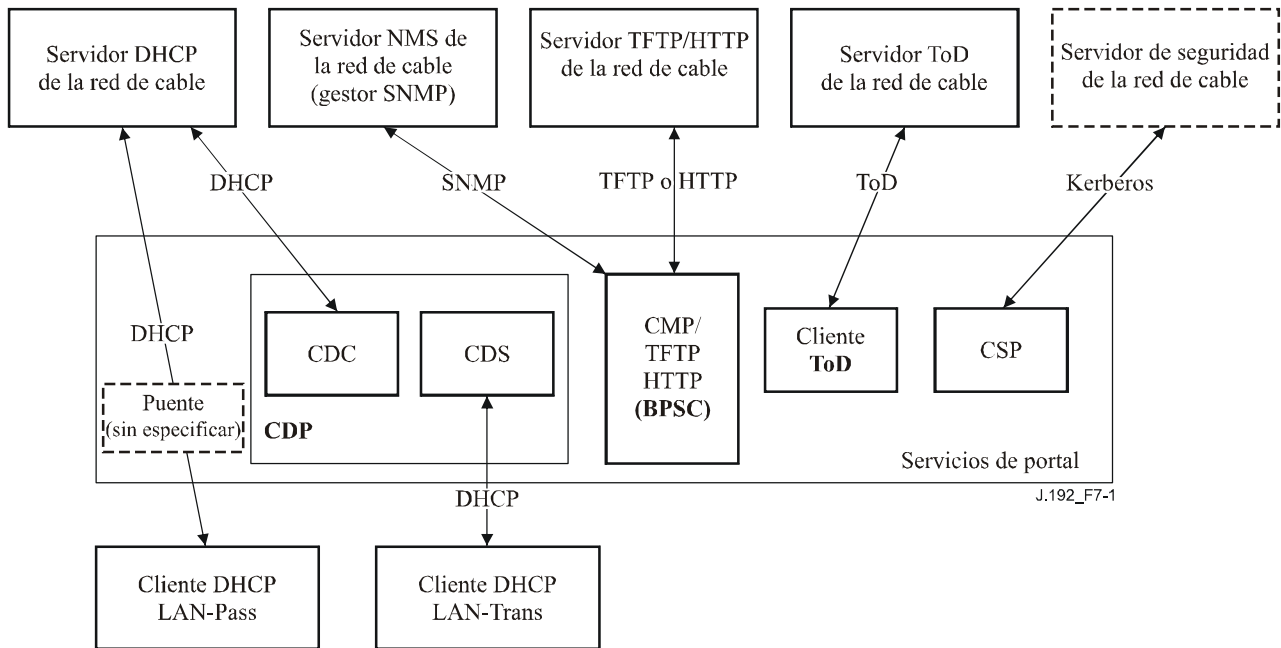 Servidor DHCP
de la red de cable
Servidor NMS de
la red de cable
(gestor SNMP)
Servidor TFTP/HTTP
de la red de cable
Servidor ToD
de la red de cable
Servidor de seguridad
de la red de cable
DHCP
SNMP
TFTP o HTTP
ToD
Kerberos
DHCP
CDC
CDS
CMP/
TFTP
HTTP
(BPSC)
Cliente
ToD
CSP
Puente
(sin especificar)
CDP
Servicios de portal
DHCP
J.192_F7-1
Cliente DHCP
LAN-Pass
Cliente DHCP
LAN-Trans